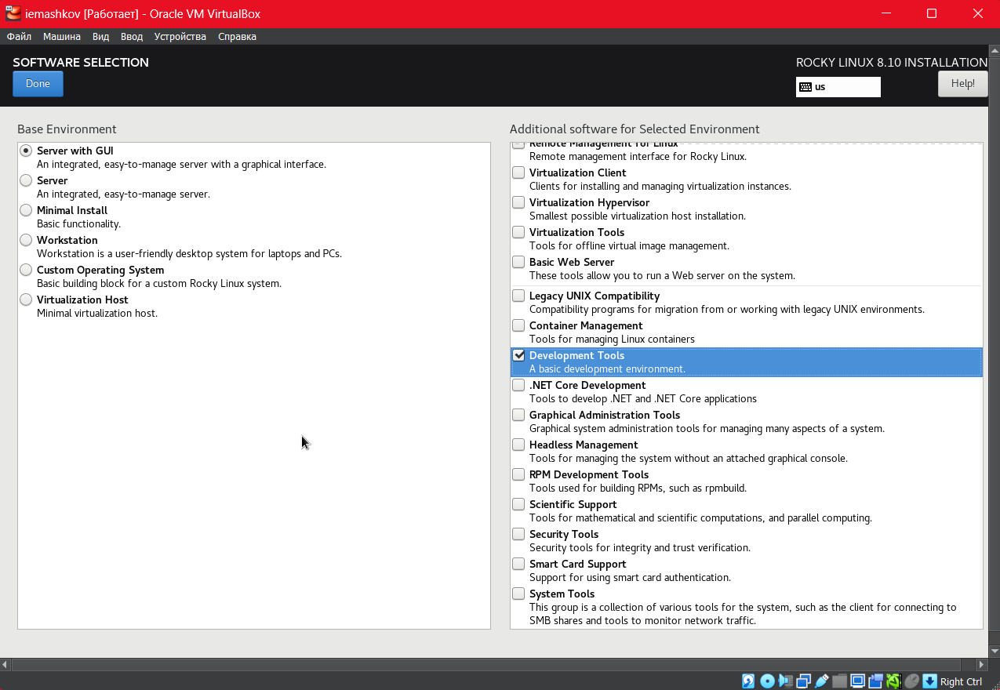 iemashkov [Работает] - Oracle VM VirtualBox
Файл Машина Вид Ввод Устройства Справка
SOFTWARE SELECTION
Done
ROCKY LINUX 8.10 INSTALLATION
us
Help!
Base Environment
Server with GUI
An integrated, easy-to-manage server with a graphical interface.
Server
An integrated, easy-to-manage server.
Minimal Install
Basic functionality.
Workstation
Workstation is a user-friendly desktop system for laptops and PCs.
Custom Operating System
Basic building block for a custom Rocky Linux system.
Virtualization Host
Minimal virtualization host.
Additional software for Selected Environment
Remote Management for Linux
Remote management interface for Rocky Linux.
Virtualization Client
Clients for installing and managing virtualization instances.
Virtualization Hypervisor
Smallest possible virtualization host installation.
Virtualization Tools
Tools for offline virtual image management.
Basic Web Server
These tools allow you to run a Web server on the system.
Legacy UNIX Compatibility
Compatibility programs for migration from or working with legacy UNIX environments.
Container Management
Tools for managing Linux containers
Development Tools
A basic development environment.
.NET Core Development
Tools to develop .NET and .NET Core applications
Graphical Administration Tools
Graphical system administration tools for managing many aspects of a system.
Headless Management
Tools for managing the system without an attached graphical console.
RPM Development Tools
Tools used for building RPMs, such as rpmbuild.
Scientific Support
Tools for mathematical and scientific computations, and parallel computing.
Security Tools
Security tools for integrity and trust verification.
Smart Card Support
Support for using smart card authentication.
System Tools
This group is a collection of various tools for the system, such as the client for connecting to
SMB shares and tools to monitor network traffic.
Right Ctrl